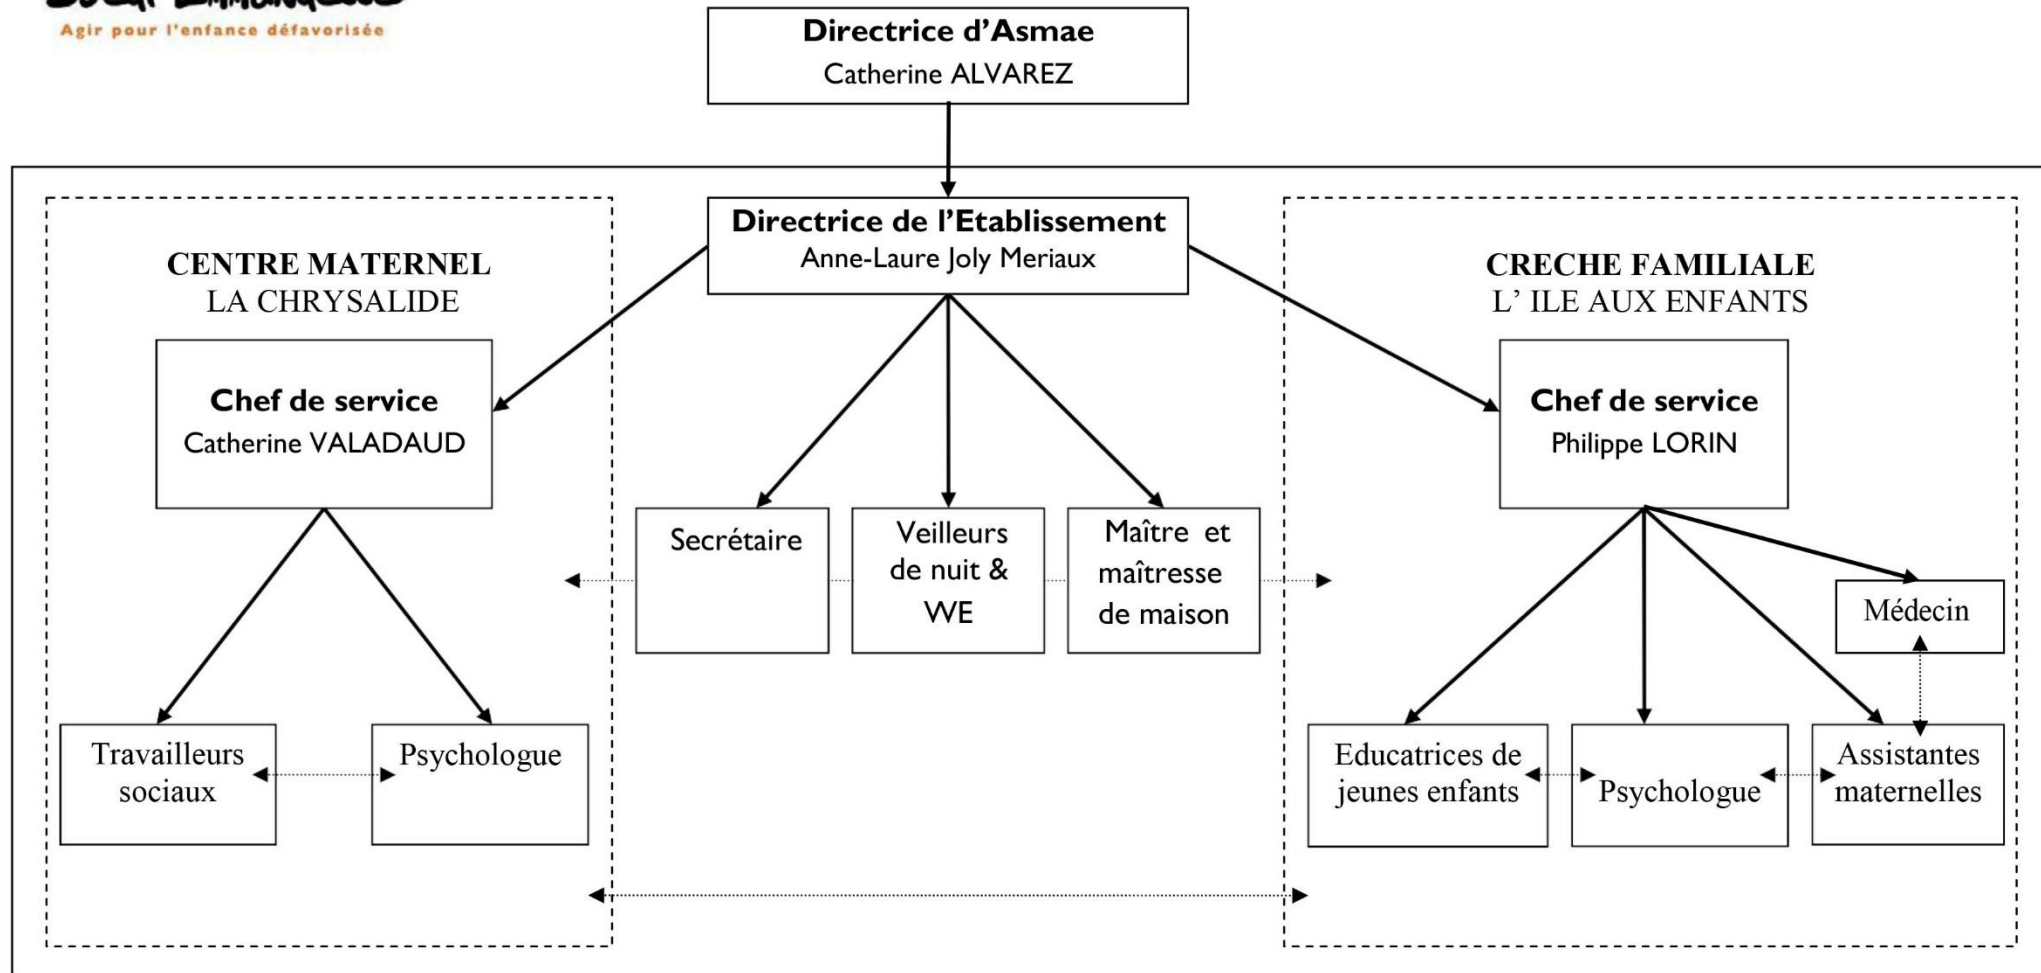 Agir pour l'enfance défavorisée
Directrice d'Asmae
Catherine ALVAREZ
Directrice de l'Etablissement
Anne-Laure Joly Meriaux
CENTRE MATERNEL
LA CHRYSALIDE
Chef de service
Catherine VALADAUD
CRECHE FAMILIALE
L' ILE AUX ENFANTS
Chef de service
Philippe LORIN
Secrétaire
Veilleurs
de nuit &
WE
Maître et
maîtresse
de maison
Médecin
Travailleurs
sociaux
Psychologue
Educatrices de
jeunes enfants
Psychologue
Assistantes
maternelles